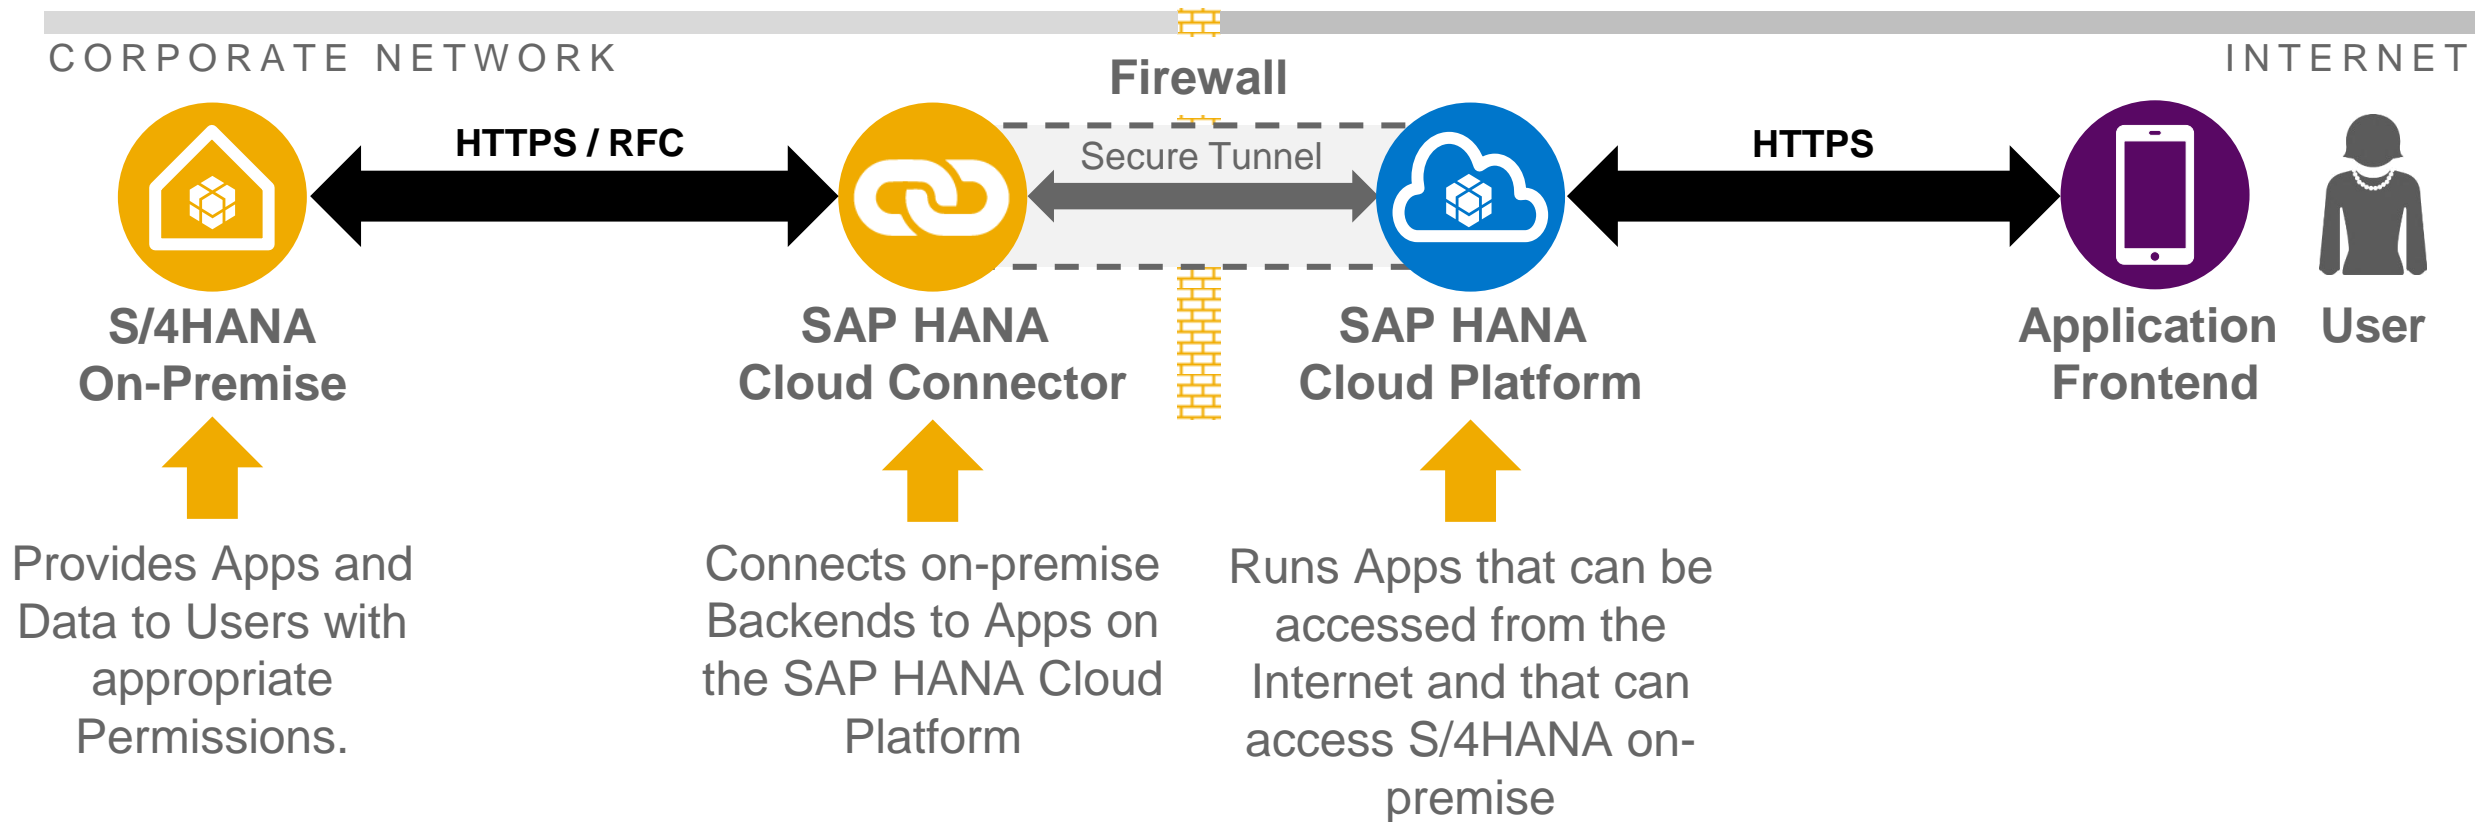 CORPORATE NETWORK
INTERNET
Firewall
HTTPS / RFC
Secure Tunnel
HTTPS
S/4HANA
On-Premise
SAP HANA
Cloud Connector
SAP HANA
Cloud Platform
Application
Frontend
User
Provides Apps and
Data to Users with
appropriate
Permissions.
Connects on-premise
Backends to Apps on
the SAP HANA Cloud
Platform
Runs Apps that can be
accessed from the
Internet and that can
access S/4HANA on-
premise